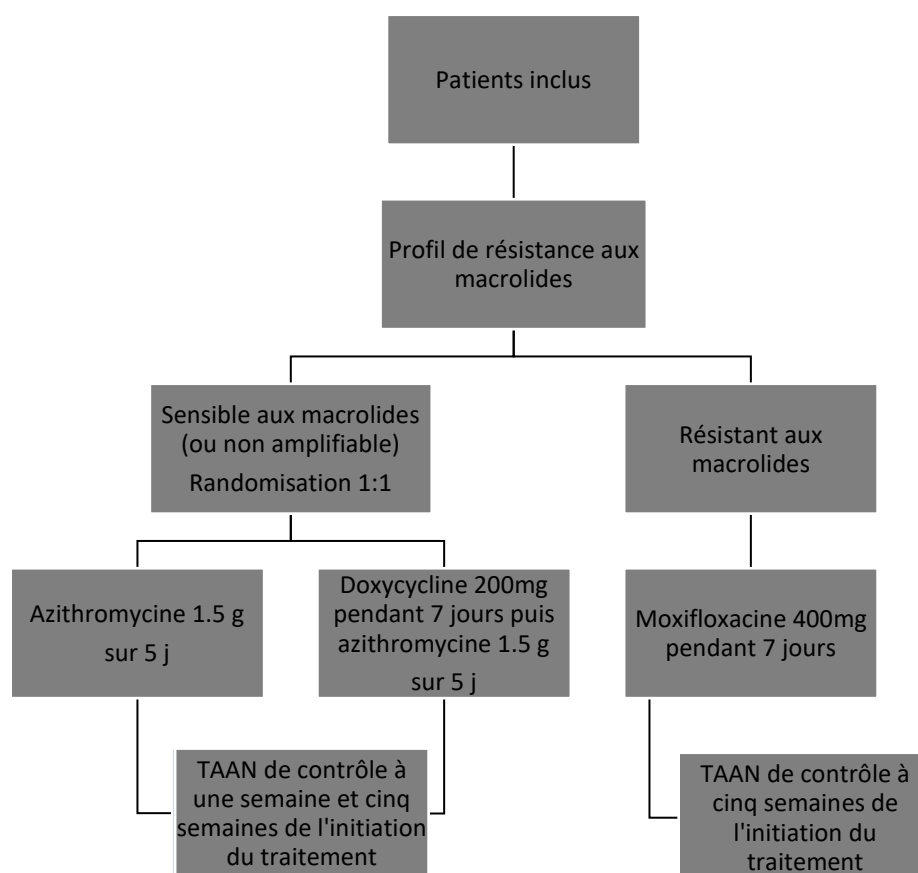 Patients inclus
Profil de résistance aux
macrolides
Sensible aux macrolides
(ou non amplifiable)
Randomisation 1:1
Résistant aux
macrolides
Azithromycine 1.5 g
sur 5 j
Doxycycline 200mg
pendant 7 jours puis
azithromycine 1.5 g
sur 5 j
Moxifloxacine 400mg
pendant 7 jours
TAAN de contrôle à
une semaine et cinq
semaines de l'initiation
du traitement
TAAN de contrôle à
cinq semaines de
l'initiation du
traitement